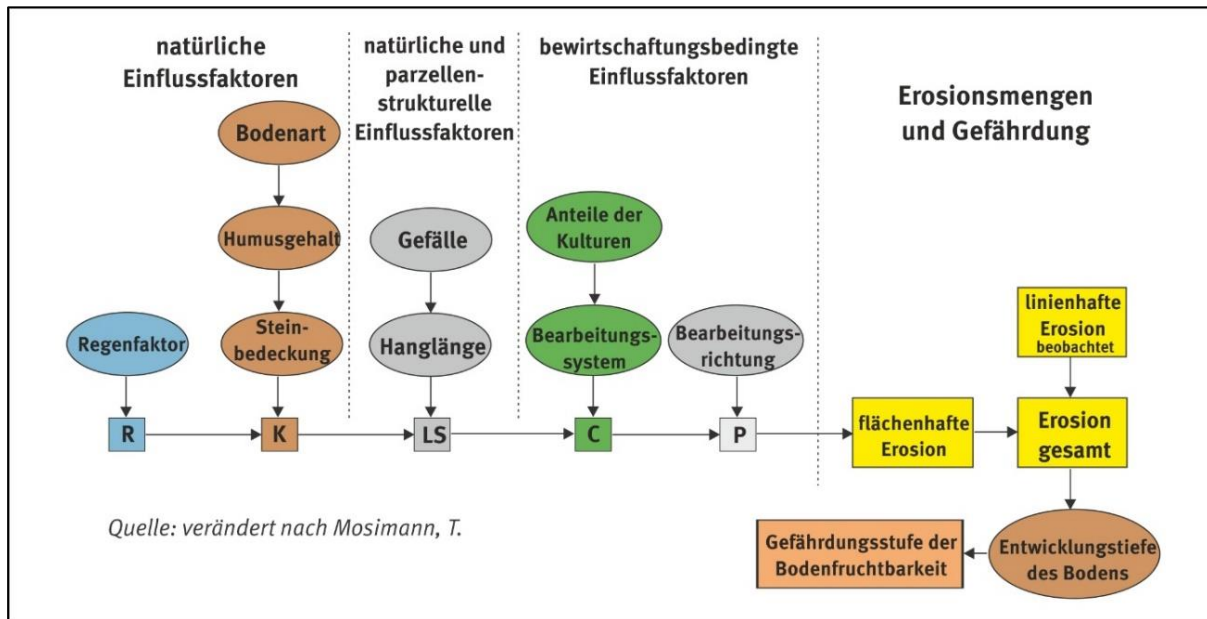 natürliche
Einflussfaktoren
natürliche und
parzellen-
strukturelle
Einflussfaktoren
bewirtschaftungsbedingte
Einflussfaktoren
Erosionsmengen
und Gefährdung
Bodenart
Humusgehalt
Stein-
bedeckung
Regenfaktor
Gefälle
Hanglänge
Anteile der
Kulturen
Bearbeitungs-
system
Bearbeitungs-
richtung
R
K
LS
C
P
flächenhafte
Erosion
linienhafte
Erosion
beobachtet
Erosion
gesamt
Entwicklungstiefe
des Bodens
Gefährdungsstufe der
Bodenfruchtbarkeit
Quelle: verändert nach Mosimann, T.